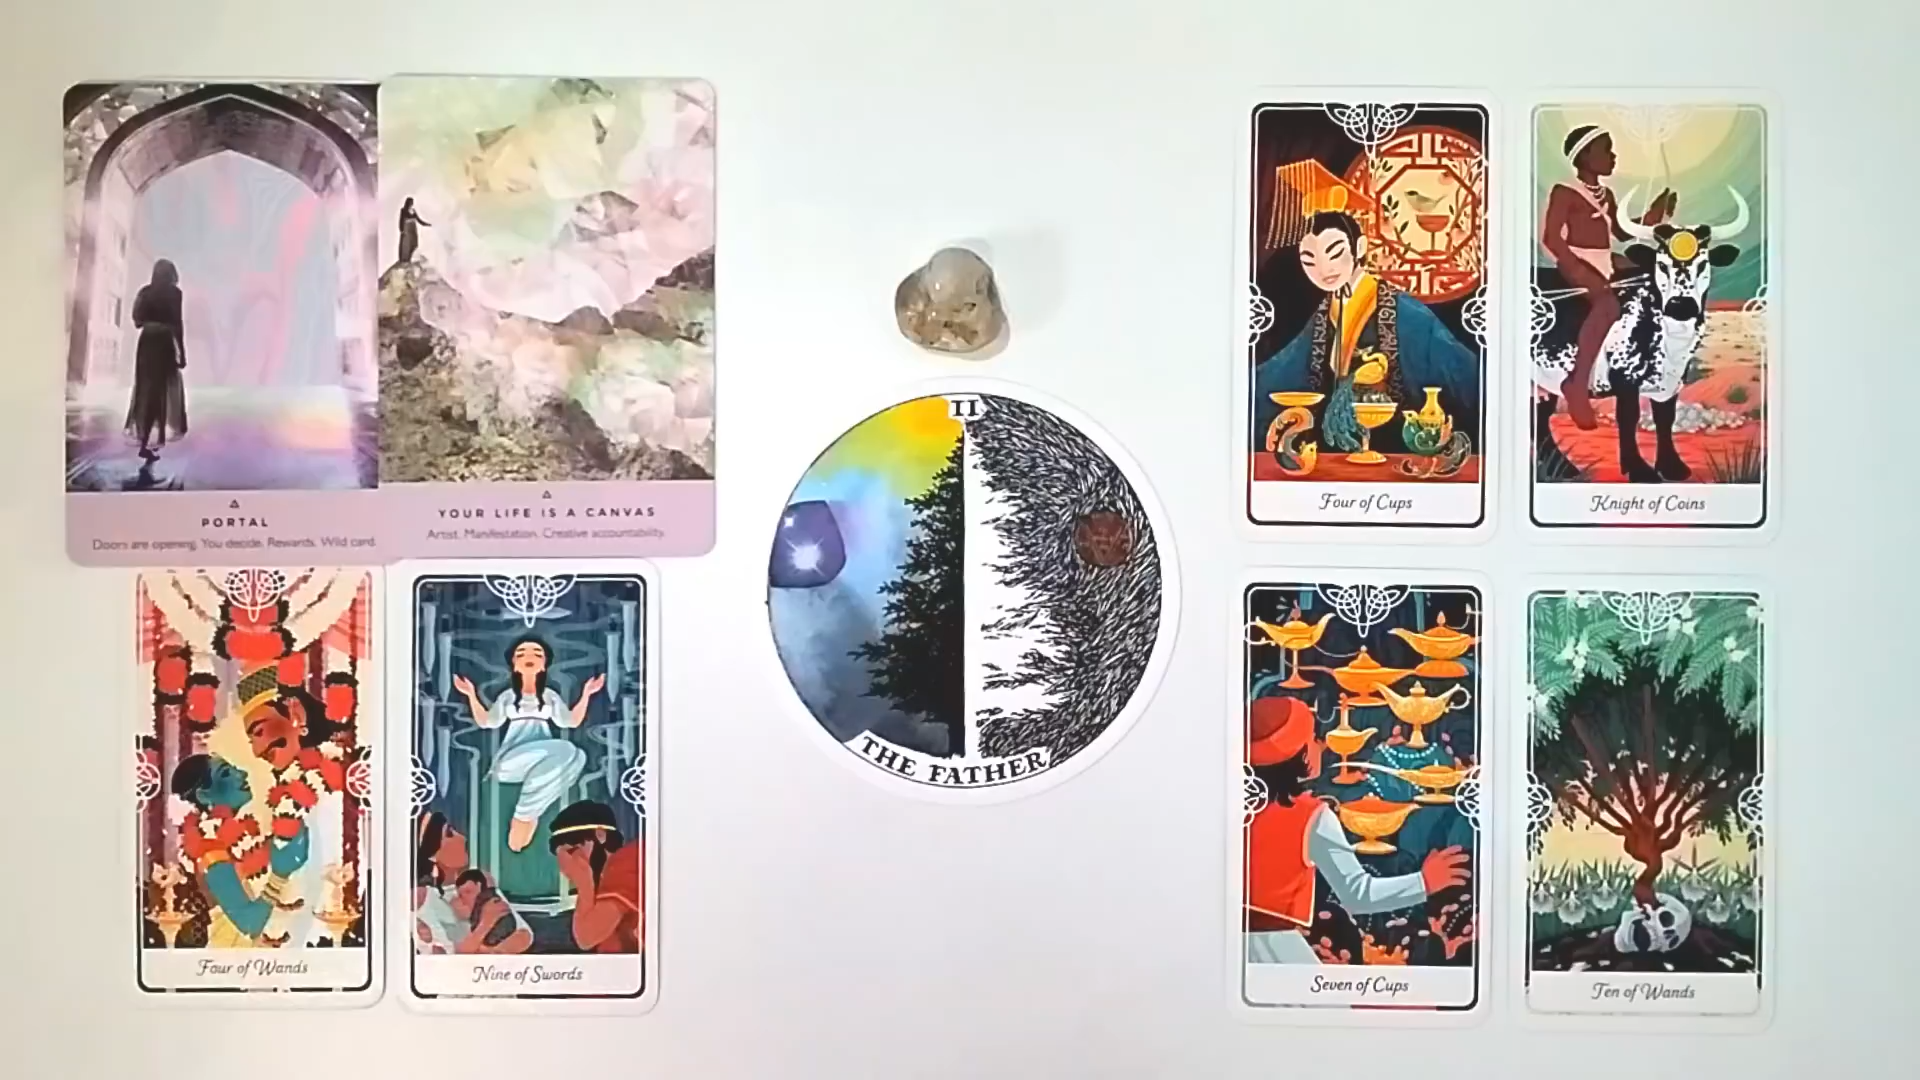 PORTAL
Doors are opening. You decide. Rewards. Wild card.
YOUR LIFE IS A CANVAS
Artist. Manifestation. Creative accountability.
Four of Wands
Nine of Swords
II
THE FATHER
Four of Cups
Knight of Coins
Seven of Cups
Ten of Wands